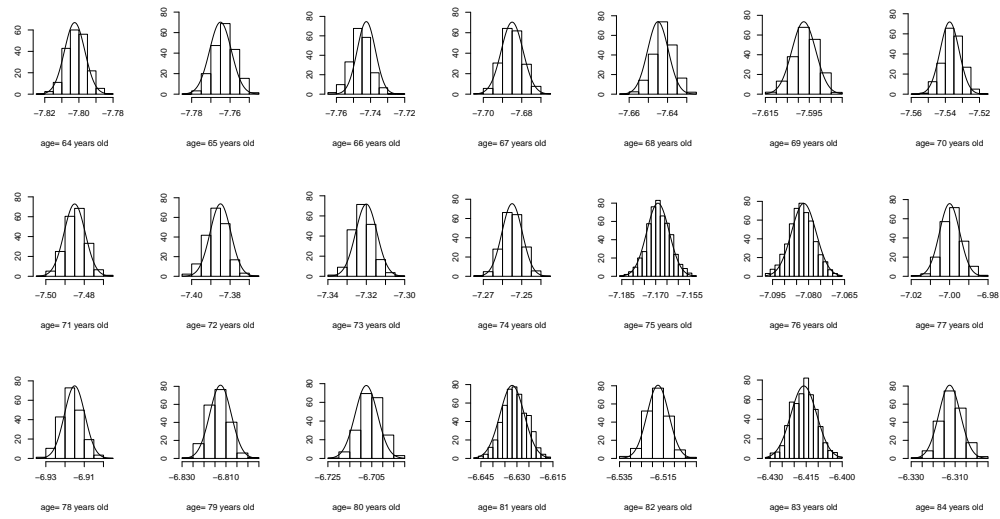 0 20 40 60 80 0 20 40 60 80 0 20 40 60 80 0 20 40 60 80 0 20 40 60 80 0 20 40 60 80 0 20 40 60 80
−7.82 −7.80 −7.78 −7.78 −7.76 −7.76 −7.74 −7.72 −7.70 −7.68 −7.66 −7.64 −7.615 −7.595 −7.56 −7.54 −7.52
age= 64 years old age= 65 years old age= 66 years old age= 67 years old age= 68 years old age= 69 years old age= 70 years old
0 20 40 60 80 0 20 40 60 80 0 20 40 60 80 0 20 40 60 80 0 20 40 60 80 0 20 40 60 80 0 20 40 60 80
−7.50 −7.48 −7.40 −7.38 −7.34 −7.32 −7.30 −7.27 −7.25 −7.185 −7.170 −7.155 −7.095 −7.080 −7.065 −7.02 −7.00 −6.98
age= 71 years old age= 72 years old age= 73 years old age= 74 years old age= 75 years old age= 76 years old age= 77 years old
0 20 40 60 80 0 20 40 60 80 0 20 40 60 80 0 20 40 60 80 0 20 40 60 80 0 20 40 60 80 0 20 40 60 80
−6.93 −6.91 −6.830 −6.810 −6.725 −6.705 −6.645 −6.630 −6.615 −6.535 −6.515 −6.430 −6.415 −6.400 −6.330 −6.310
age= 78 years old age= 79 years old age= 80 years old age= 81 years old age= 82 years old age= 83 years old age= 84 years old